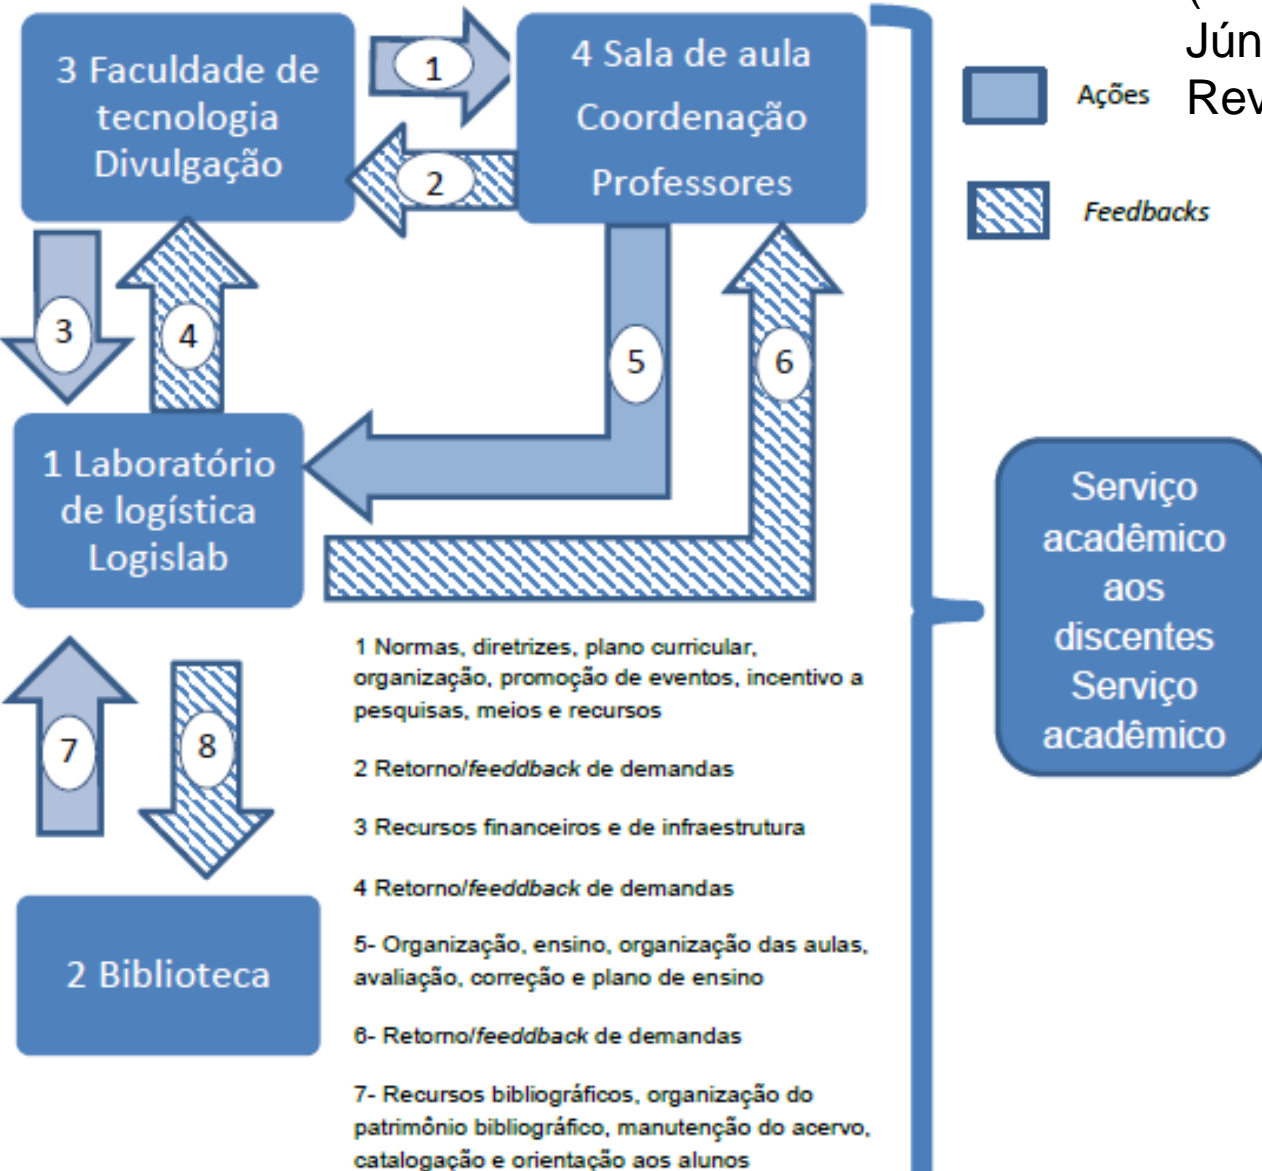 3 Faculdade de
tecnologia
Divulgação
1
2
4 Sala de aula
Coordenação
Professores
Ações
Feedbacks
3
4
5
6
1 Laboratório
de logística
Logislab
7
8
2 Biblioteca
1 Normas, diretrizes, plano curricular,
organização, promoção de eventos, incentivo a
pesquisas, meios e recursos
2 Retorno/feeddback de demandas
3 Recursos financeiros e de infraestrutura
4 Retorno/feeddback de demandas
5- Organização, ensino, organização das aulas,
avaliação, correção e plano de ensino
6- Retorno/feeddback de demandas
7- Recursos bibliográficos, organização do
patrimônio bibliográfico, manutenção do acervo,
catalogação e orientação aos alunos
Serviço
acadêmico
aos
discentes
Serviço
acadêmico